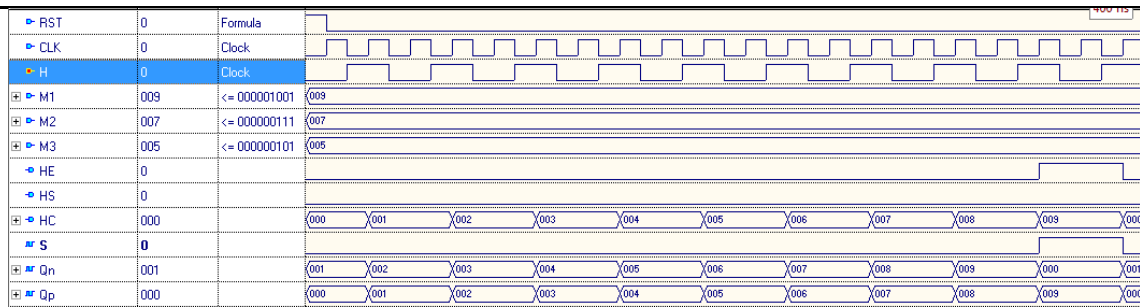 400 ns
RST 0 Formula
CLK 0 Clock
H 0 Clock
M1 009 <= 000001001 009
M2 007 <= 000000111 007
M3 005 <= 000000101 005
HE 0
HS 0
HC 000 000 001 002 003 004 005 006 007 008 009 000
S 0
Qn 001 001 002 003 004 005 006 007 008 009 000 001
Qp 000 000 001 002 003 004 005 006 007 008 009 000